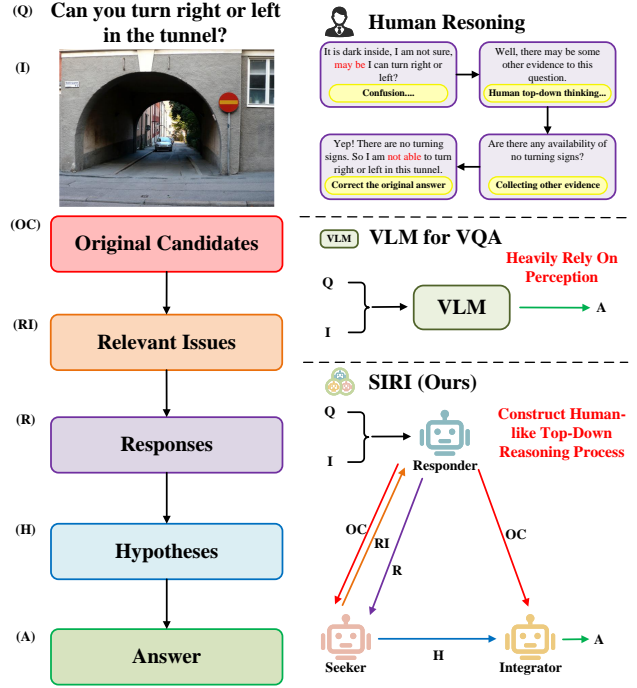 (Q)
Can you turn right or left
in the tunnel?
(I)
(OC)
Original Candidates
(RI)
Relevant Issues
(R)
Responses
(H)
Hypotheses
(A)
Answer
Human Resoning
It is dark inside, I am not sure,
may be I can turn right or
left?
Confusion....
Well, there may be some
other evidence to this
question.
Human top-down thinking...
Yep! There are no turning
signs. So I am not able to turn
right or left in this tunnel.
Correct the original answer
Are there any availability of
no turning signs?
Collecting other evidence
VLM
VLM for VQA
Heavily Rely On
Perception
Q
I
VLM
A
SIRI (Ours)
Q
I
Responder
Construct Human-
like Top-Down
Reasoning Process
OC
RI
R
OC
Seeker
H
Integrator
A